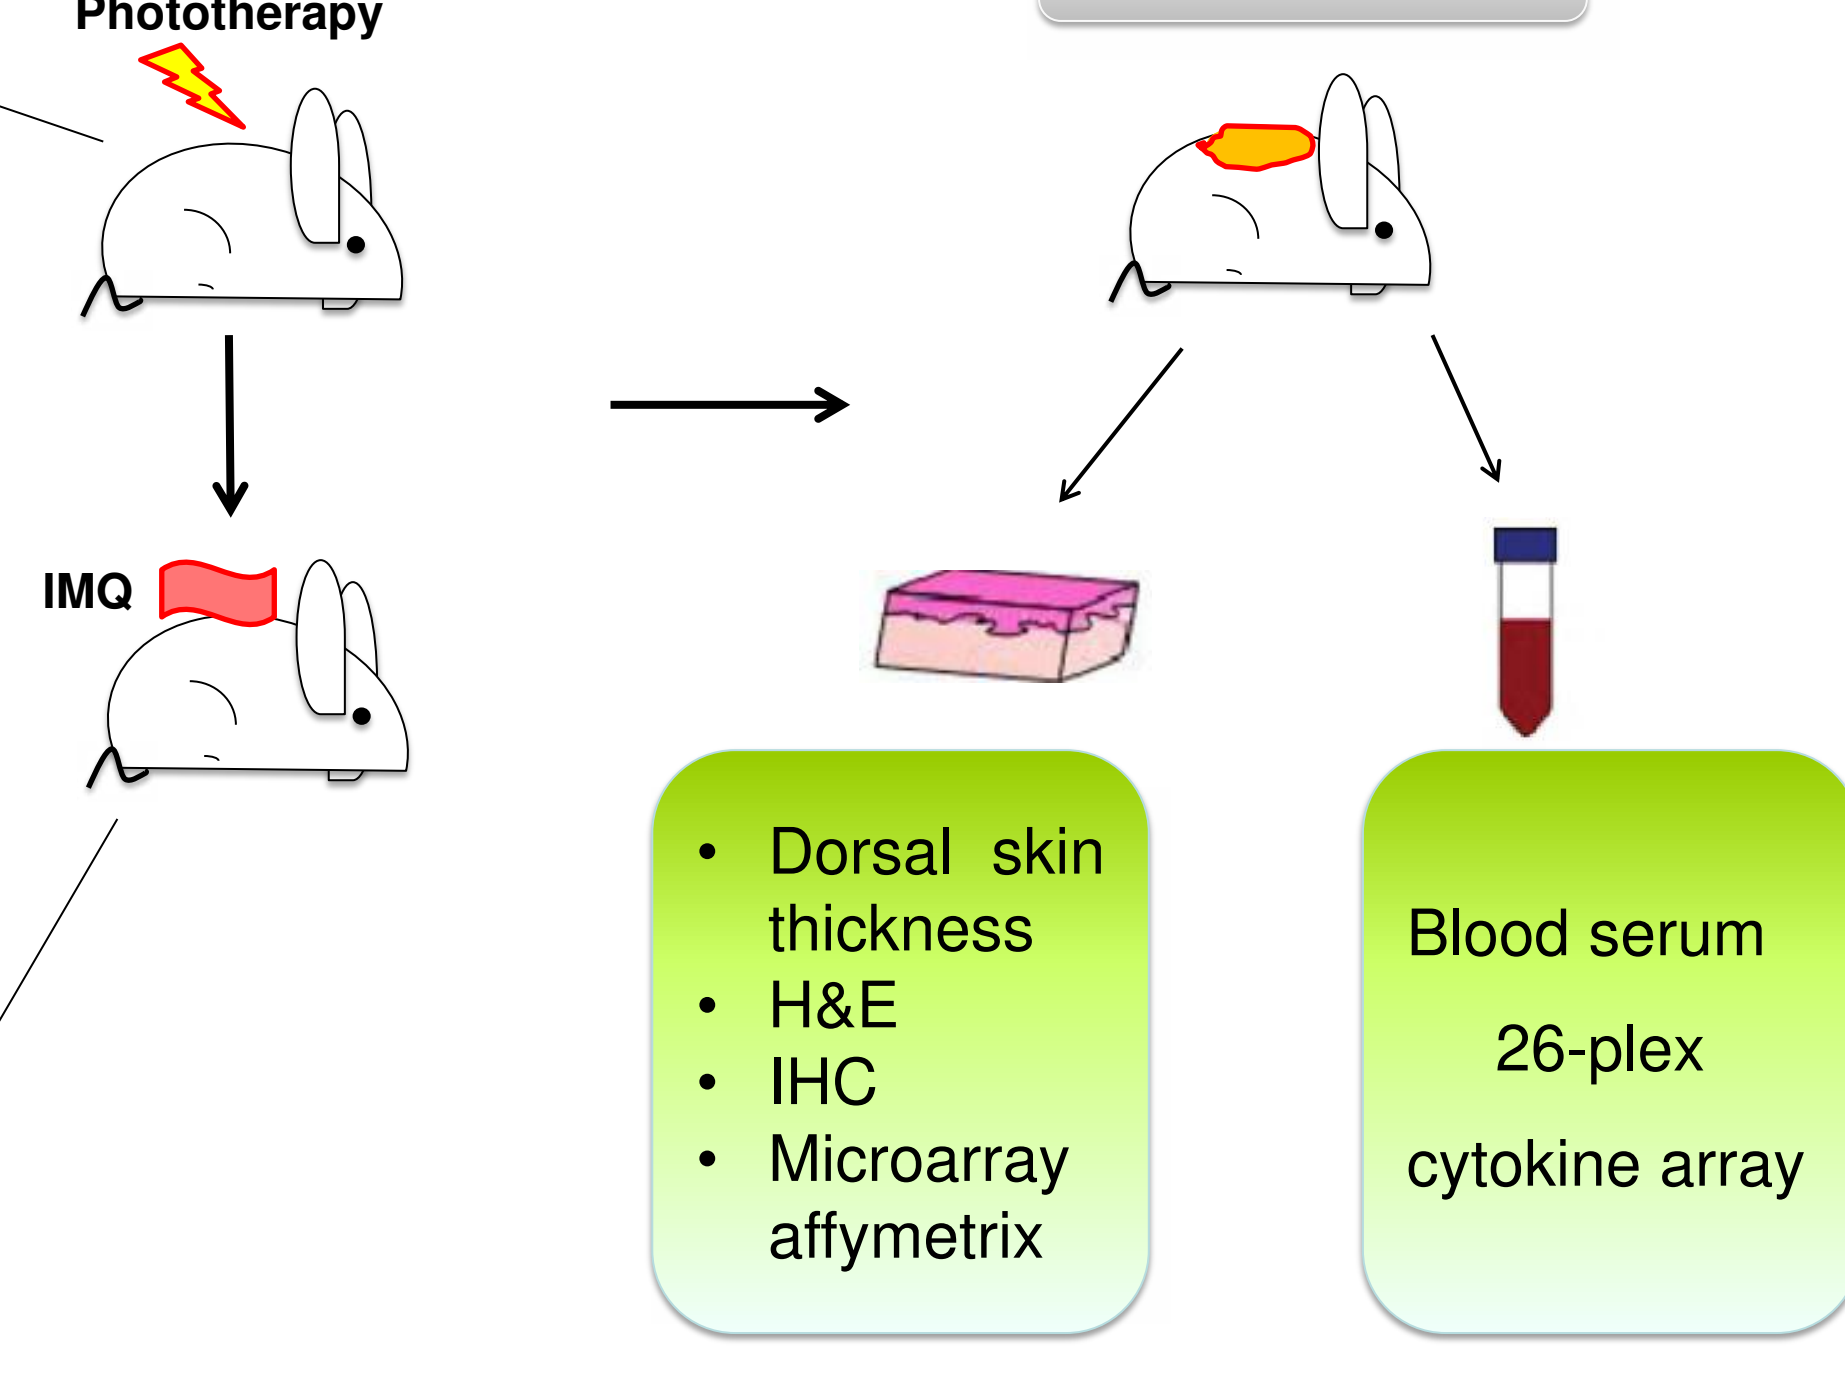 Phototherapy
IMQ
• Dorsal skin
thickness
• H&E
• IHC
• Microarray
affymetrix
Blood serum
26-plex
cytokine array